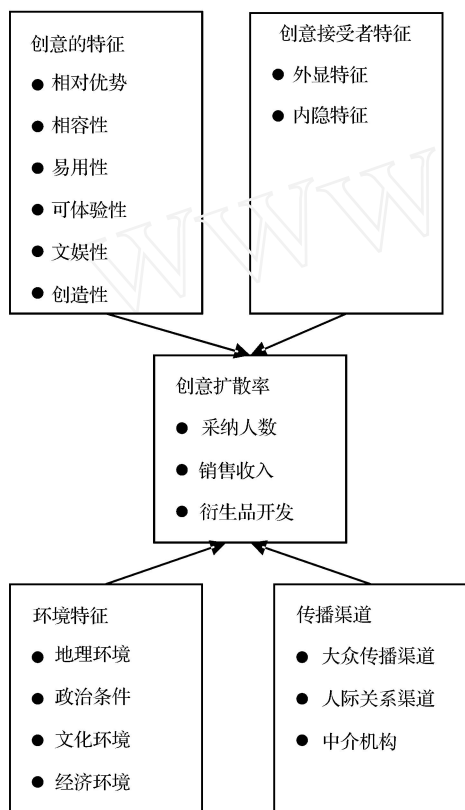 创意的特征
● 相对优势
● 相容性
● 易用性
● 可体验性
● 文娱性
● 创造性
创意接受者特征
● 外显特征
● 内隐特征
www
创意扩散率
● 采纳人数
● 销售收入
● 衍生品开发
环境特征
● 地理环境
● 政治条件
● 文化环境
● 经济环境
传播渠道
● 大众传播渠道
● 人际关系渠道
● 中介机构